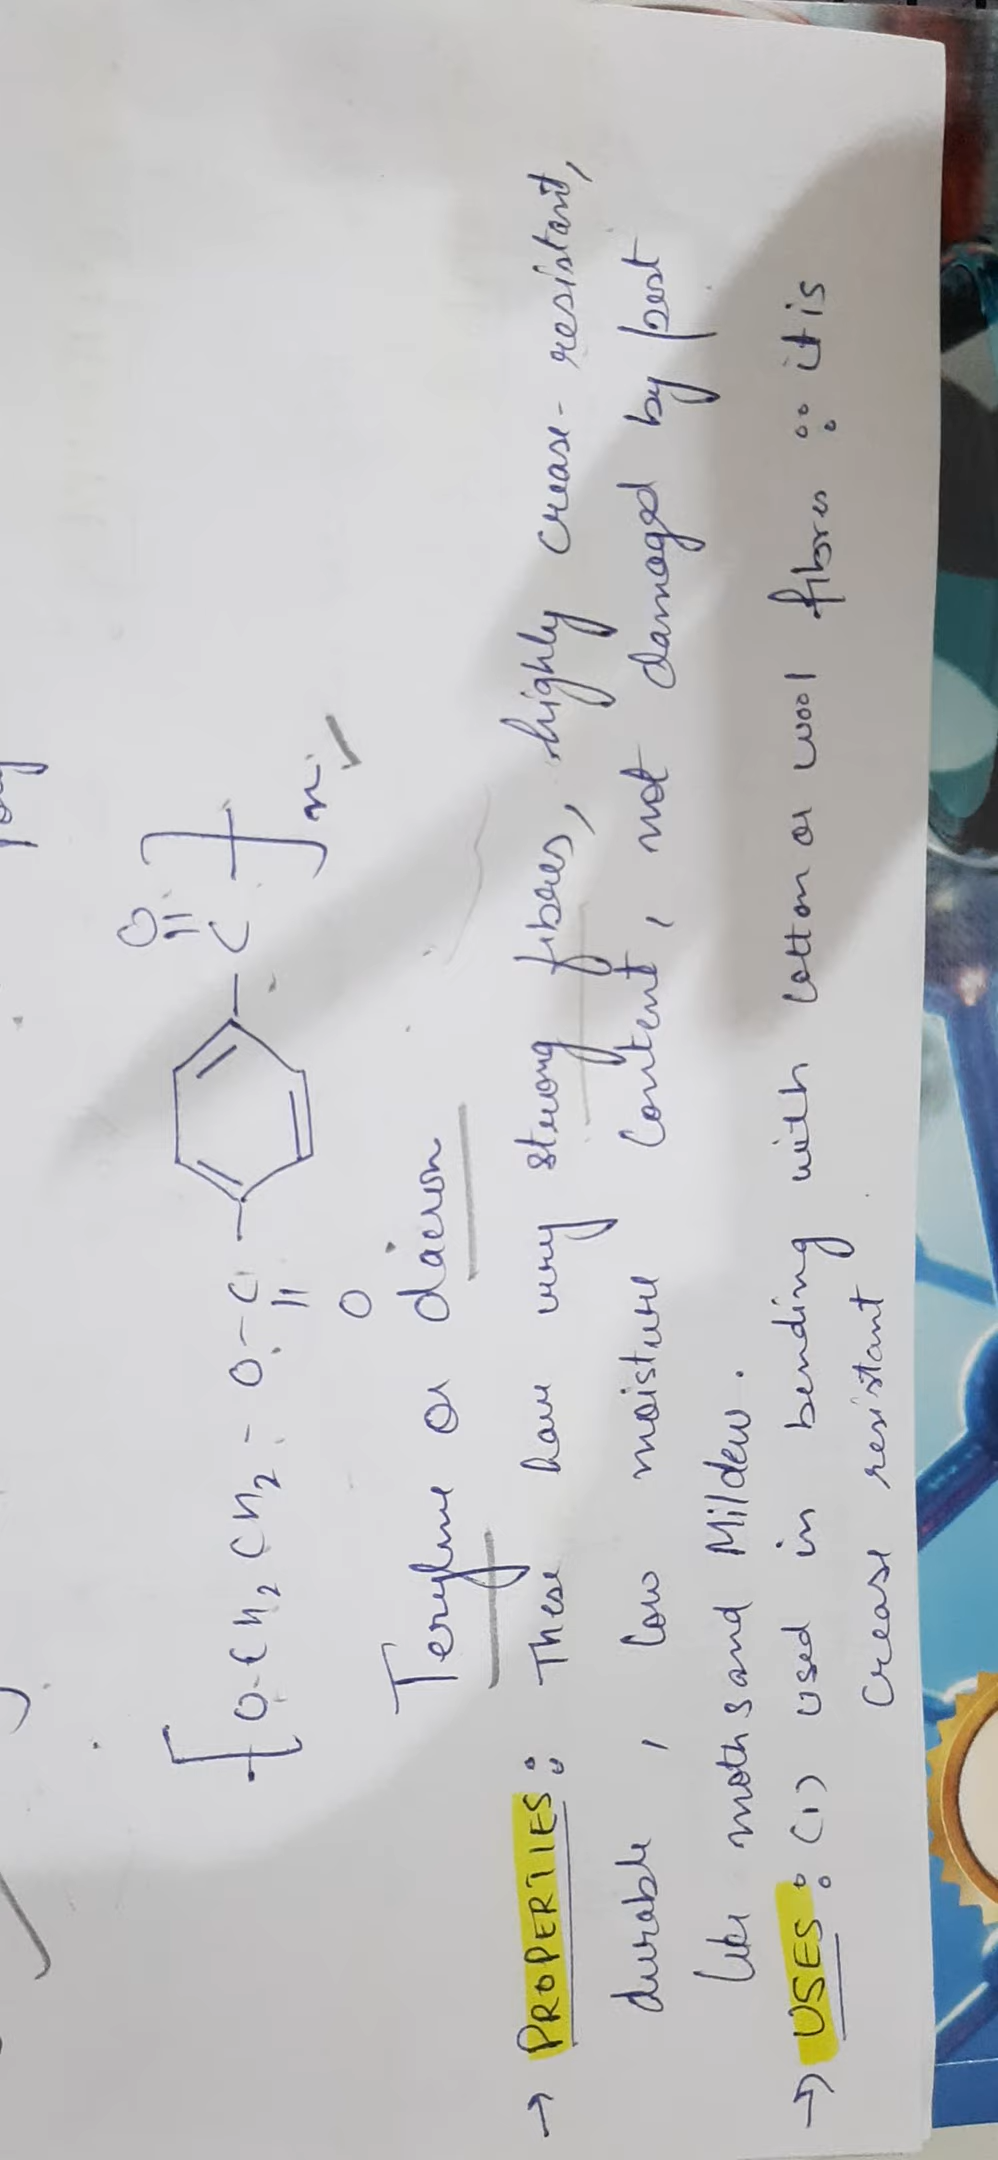 O
||
[O-CH2CH2-O-C-C]n
||
O
Terylene or dacron
→ PROPERTIES: These have very strong fibres, highly crease-resistant,
durable, low moisture content, not damaged by pest
like moths and Mildew.
→ USES: (1) used in bending with cotton or wool fibres ∵ it is
crease resistant